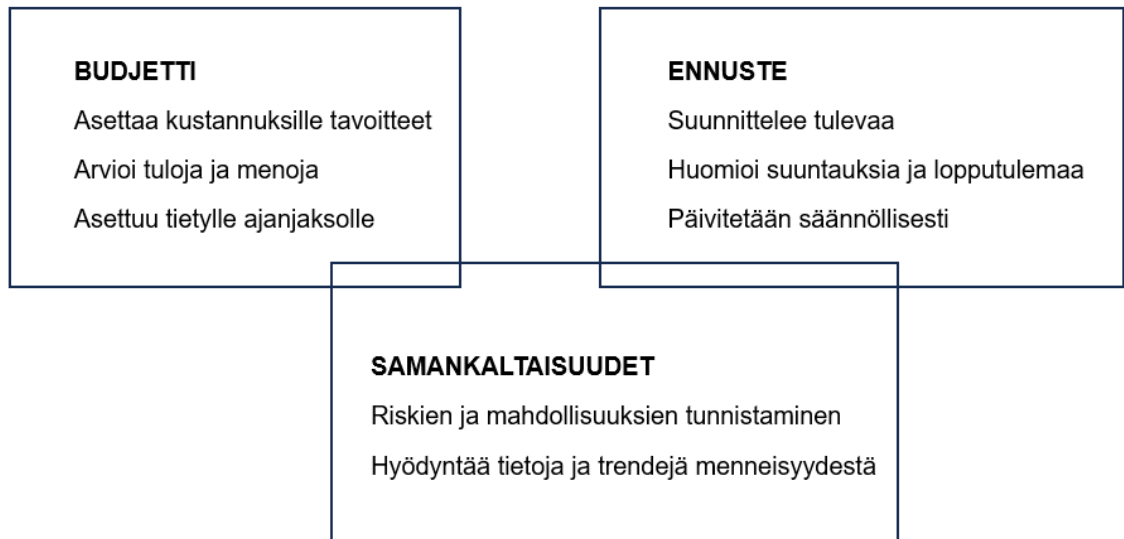 BUDJETTI
Asettaa kustannuksille tavoitteet
Arvioi tuloja ja menoja
Asettuu tietylle ajanjaksolle
ENNUSTE
Suunnittelee tulevaa
Huomioi suuntauksia ja lopputulemaa
Päivitetään säännöllisesti
SAMANKALTAISUUDET
Riskien ja mahdollisuuksien tunnistaminen
Hyödyntää tietoja ja trendejä menneisyydestä